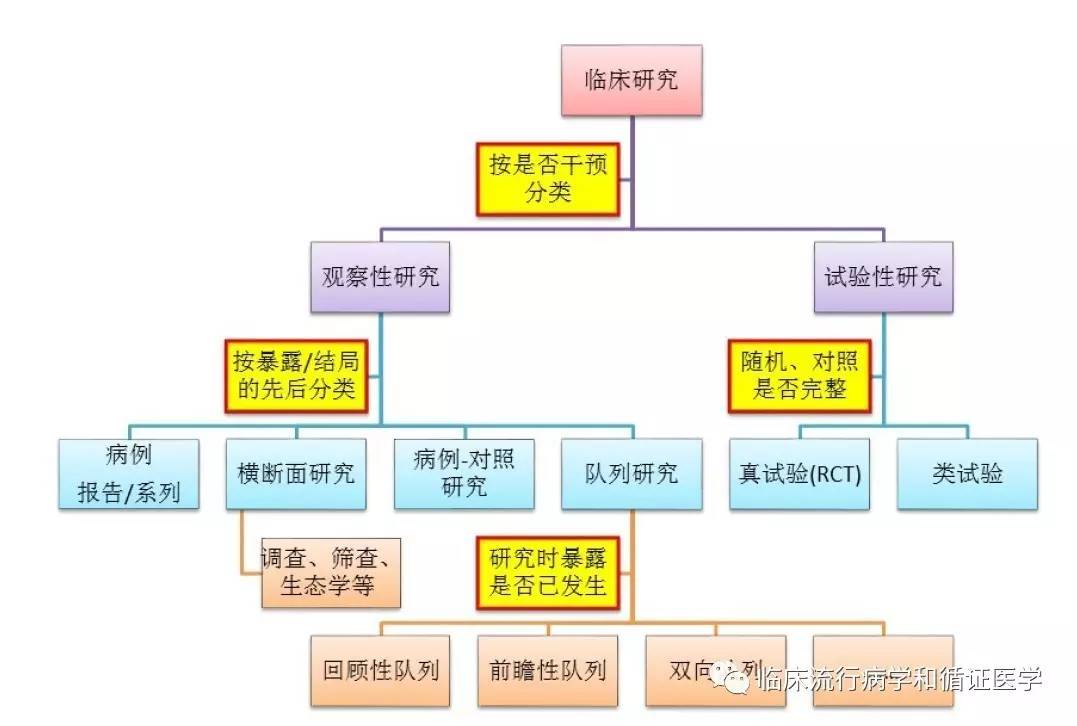 临床研究
按是否干预
分类
观察性研究
试验性研究
按暴露/结局
的先后分类
随机、对照
是否完整
病例
报告/系列
横断面研究
病例-对照
研究
队列研究
真试验(RCT)
类试验
调查、筛查、
生态学等
研究时暴露
是否已发生
回顾性队列
前瞻性队列
双向队列
临床流行病学和循证医学